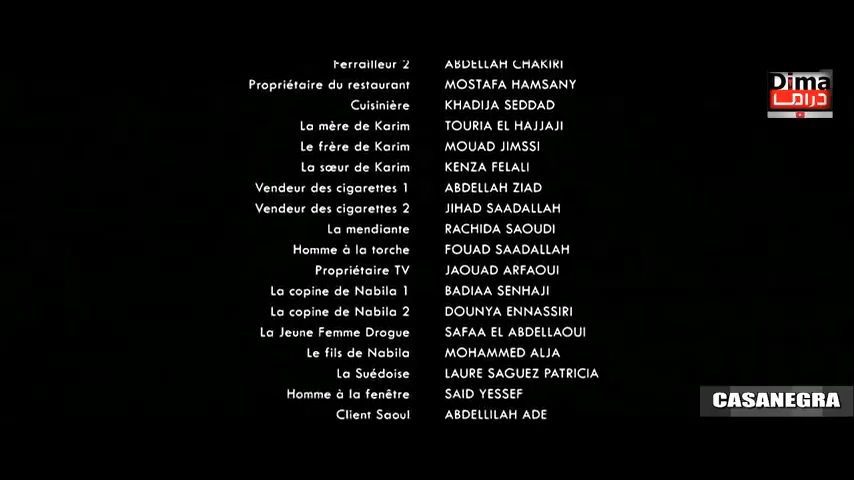 Ferrailleur 2 ABDELLAH CHAKIRI
Propriétaire du restaurant MOSTAFA HAMSANY
Cuisinière KHADIJA SEDDAD
La mère de Karim TOURIA EL HAJJAJI
Le frère de Karim MOUAD JIMSSI
La sœur de Karim KENZA FELALI
Vendeur des cigarettes 1 ABDELLAH ZIAD
Vendeur des cigarettes 2 JIHAD SAADALLAH
La mendiante RACHIDA SAOUDI
Homme à la torche FOUAD SAADALLAH
Propriétaire TV JAOUAD ARFAOUI
La copine de Nabila 1 BADIAA SENHAJI
La copine de Nabila 2 DOUNYA ENNASSIRI
La Jeune Femme Drogue SAFAA EL ABDELLAOUI
Le fils de Nabila MOHAMMED ALJA
La Suédoise LAURE SAGUEZ PATRICIA
Homme à la fenêtre SAID YESSEF
Client Saoul ABDELLILAH ADE
Dima
دراما
CASANEGRA